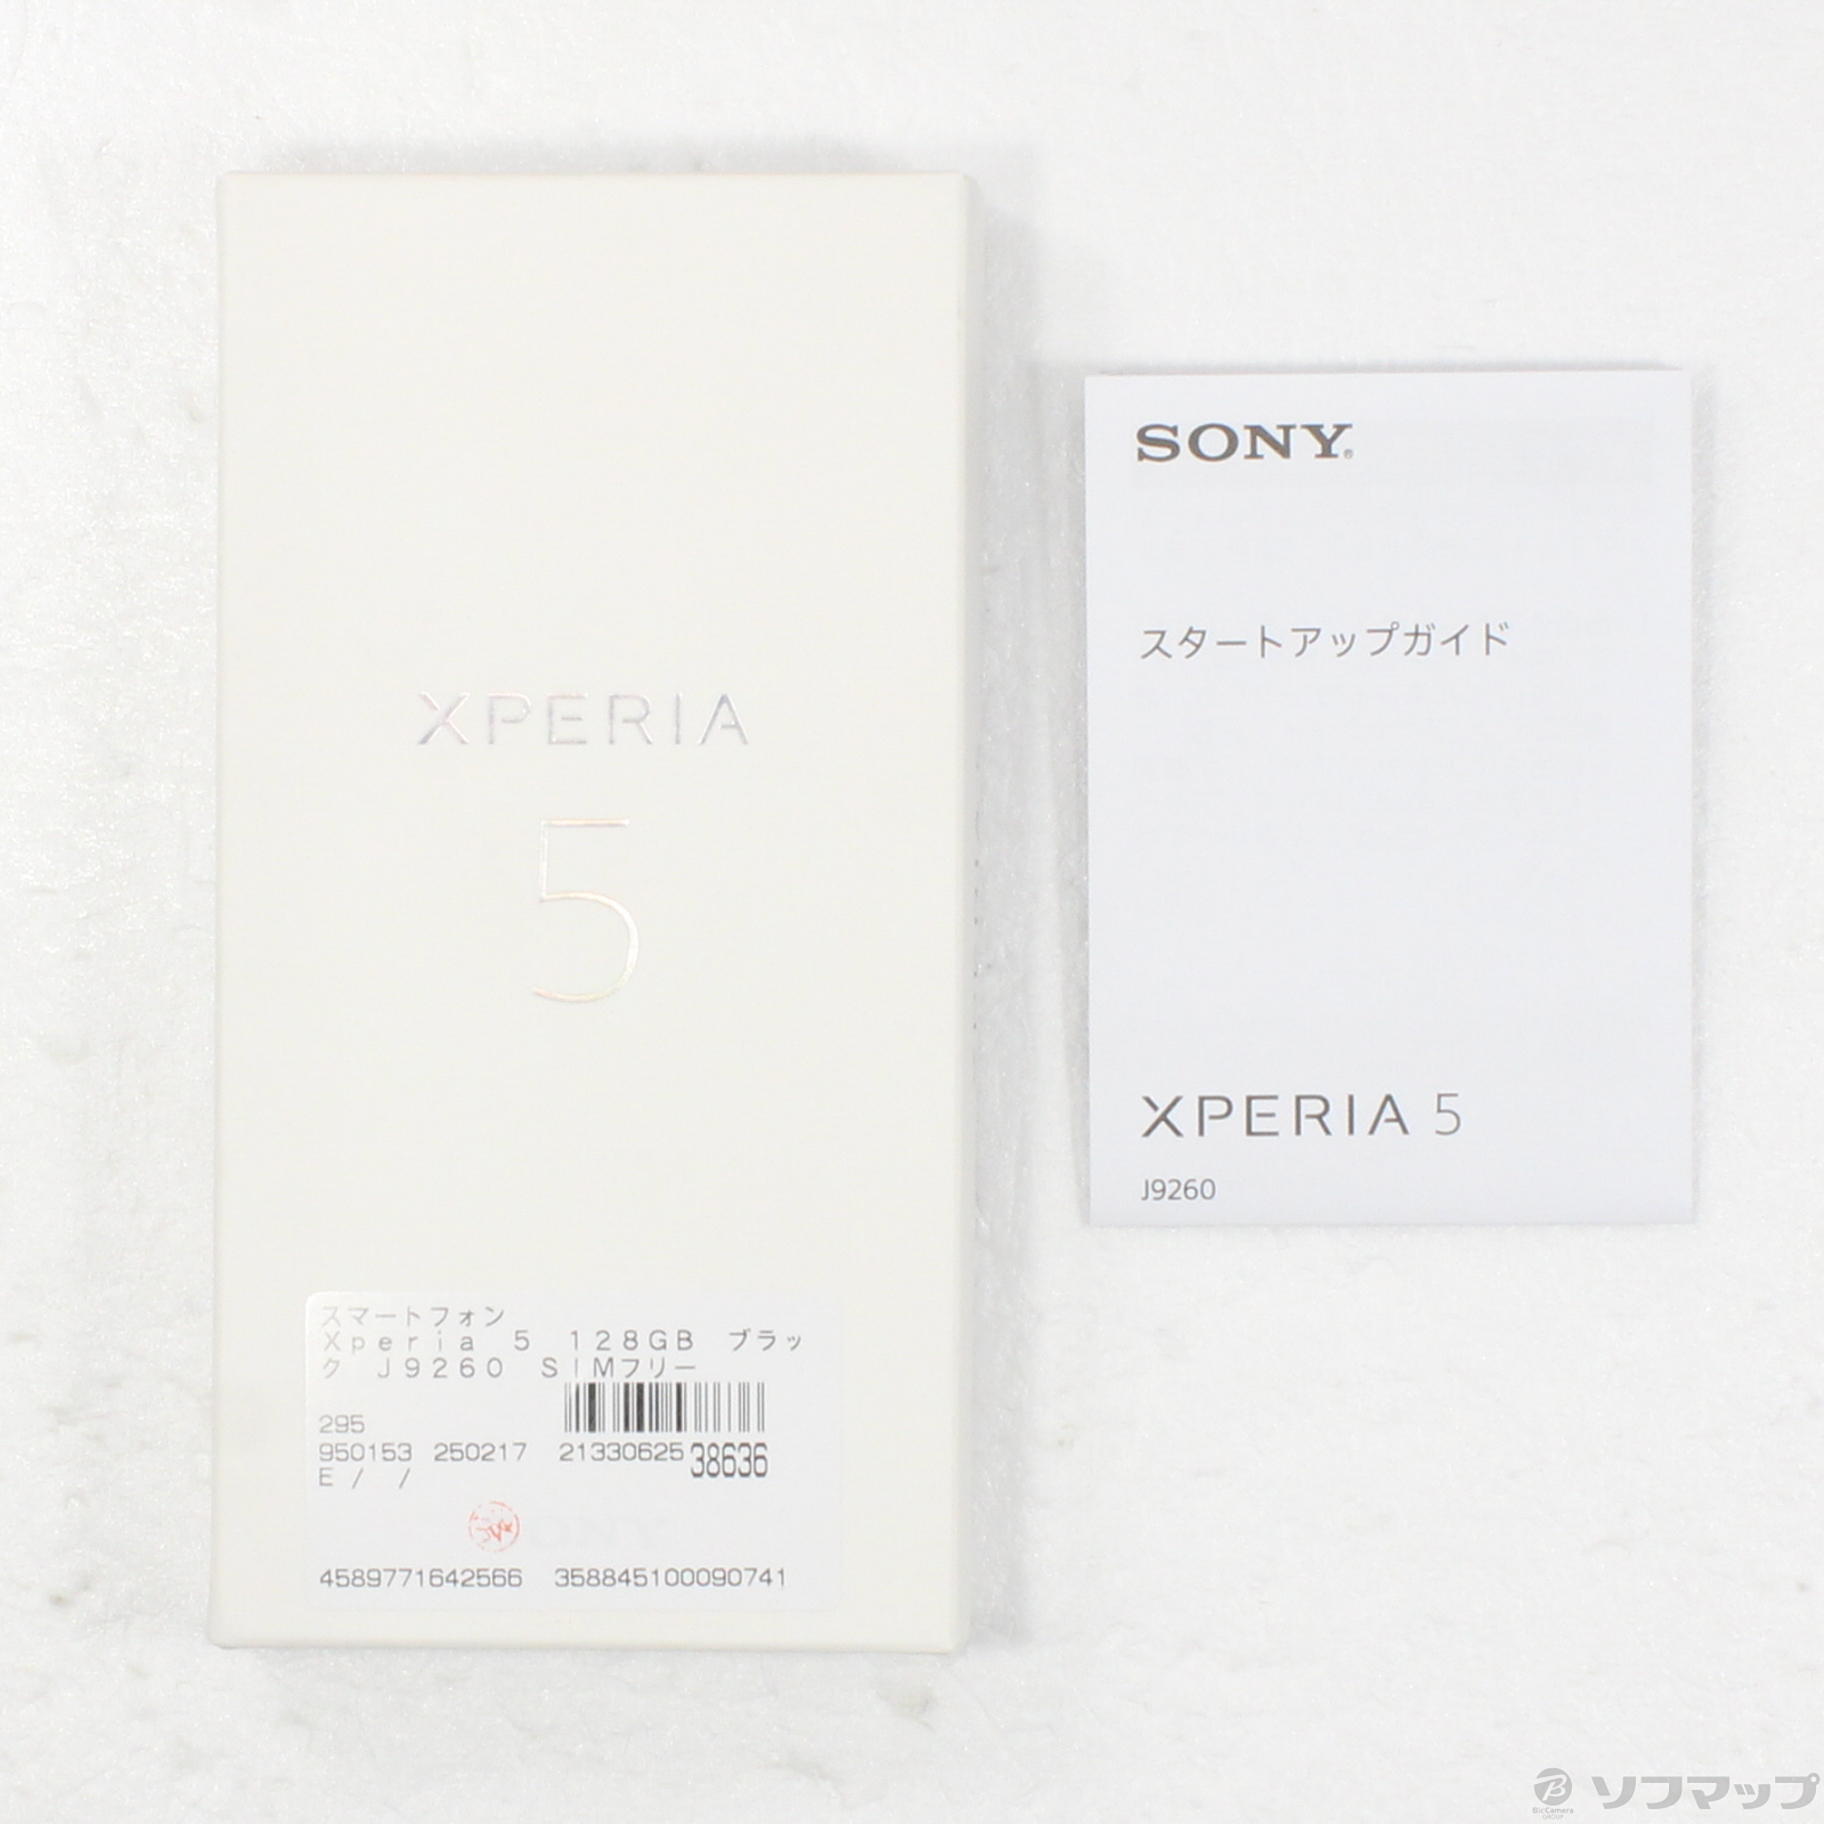 XPERIA
5
スマートフォン
Xperia 5 128GB ブラッ
ク J9260 SIMフリー
295
950153 250217 21330625 38636
E / /
4589771642566 358845100090741
SONY
スタートアップガイド
XPERIA 5
J9260
BicCamera
GROUP
ソフマップ